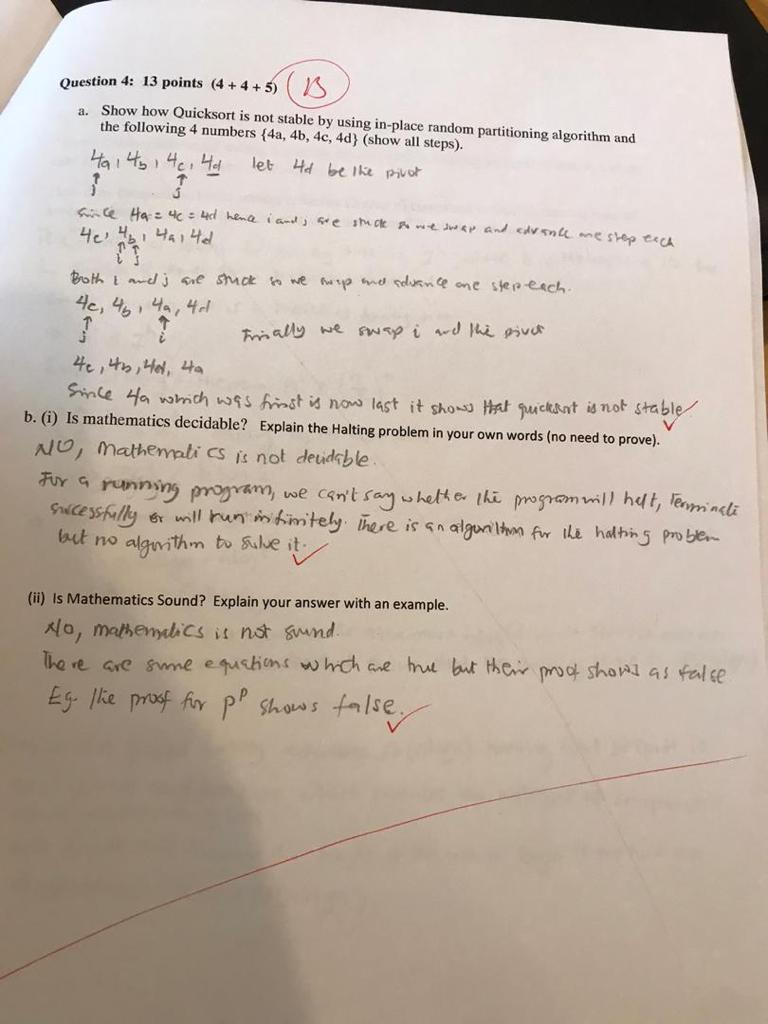 Question 4: 13 points (4 + 4 + 5) 13
a. Show how Quicksort is not stable by using in-place random partitioning algorithm and
the following 4 numbers {4a, 4b, 4c, 4d} (show all steps).
4a, 4b, 4c, 4d let 4d be the pivot
↑ ↑
i j
Since 4a = 4c = 4d hence i and j are stuck so we swap and advance one step each
4c, 4b, 4a, 4d
↑ ↑
i j
Both i and j are stuck so we swap and advance one step each.
4c, 4b, 4a, 4d
↑ ↑
j i Finally we swap i and the pivot
4c, 4b, 4d, 4a
Since 4a which was first is now last it shows that quicksort is not stable
b. (i) Is mathematics decidable? Explain the Halting problem in your own words (no need to prove).
NO, Mathematics is not decidable.
For a running program, we can't say whether the program will halt, Terminate
successfully or will run infinitely. There is an algorithm for the halting problem
but no algorithm to solve it.
(ii) Is Mathematics Sound? Explain your answer with an example.
No, mathematics is not sound.
There are some equations which are true but their proof shows as false
Eg. The proof for pᵖ shows false.